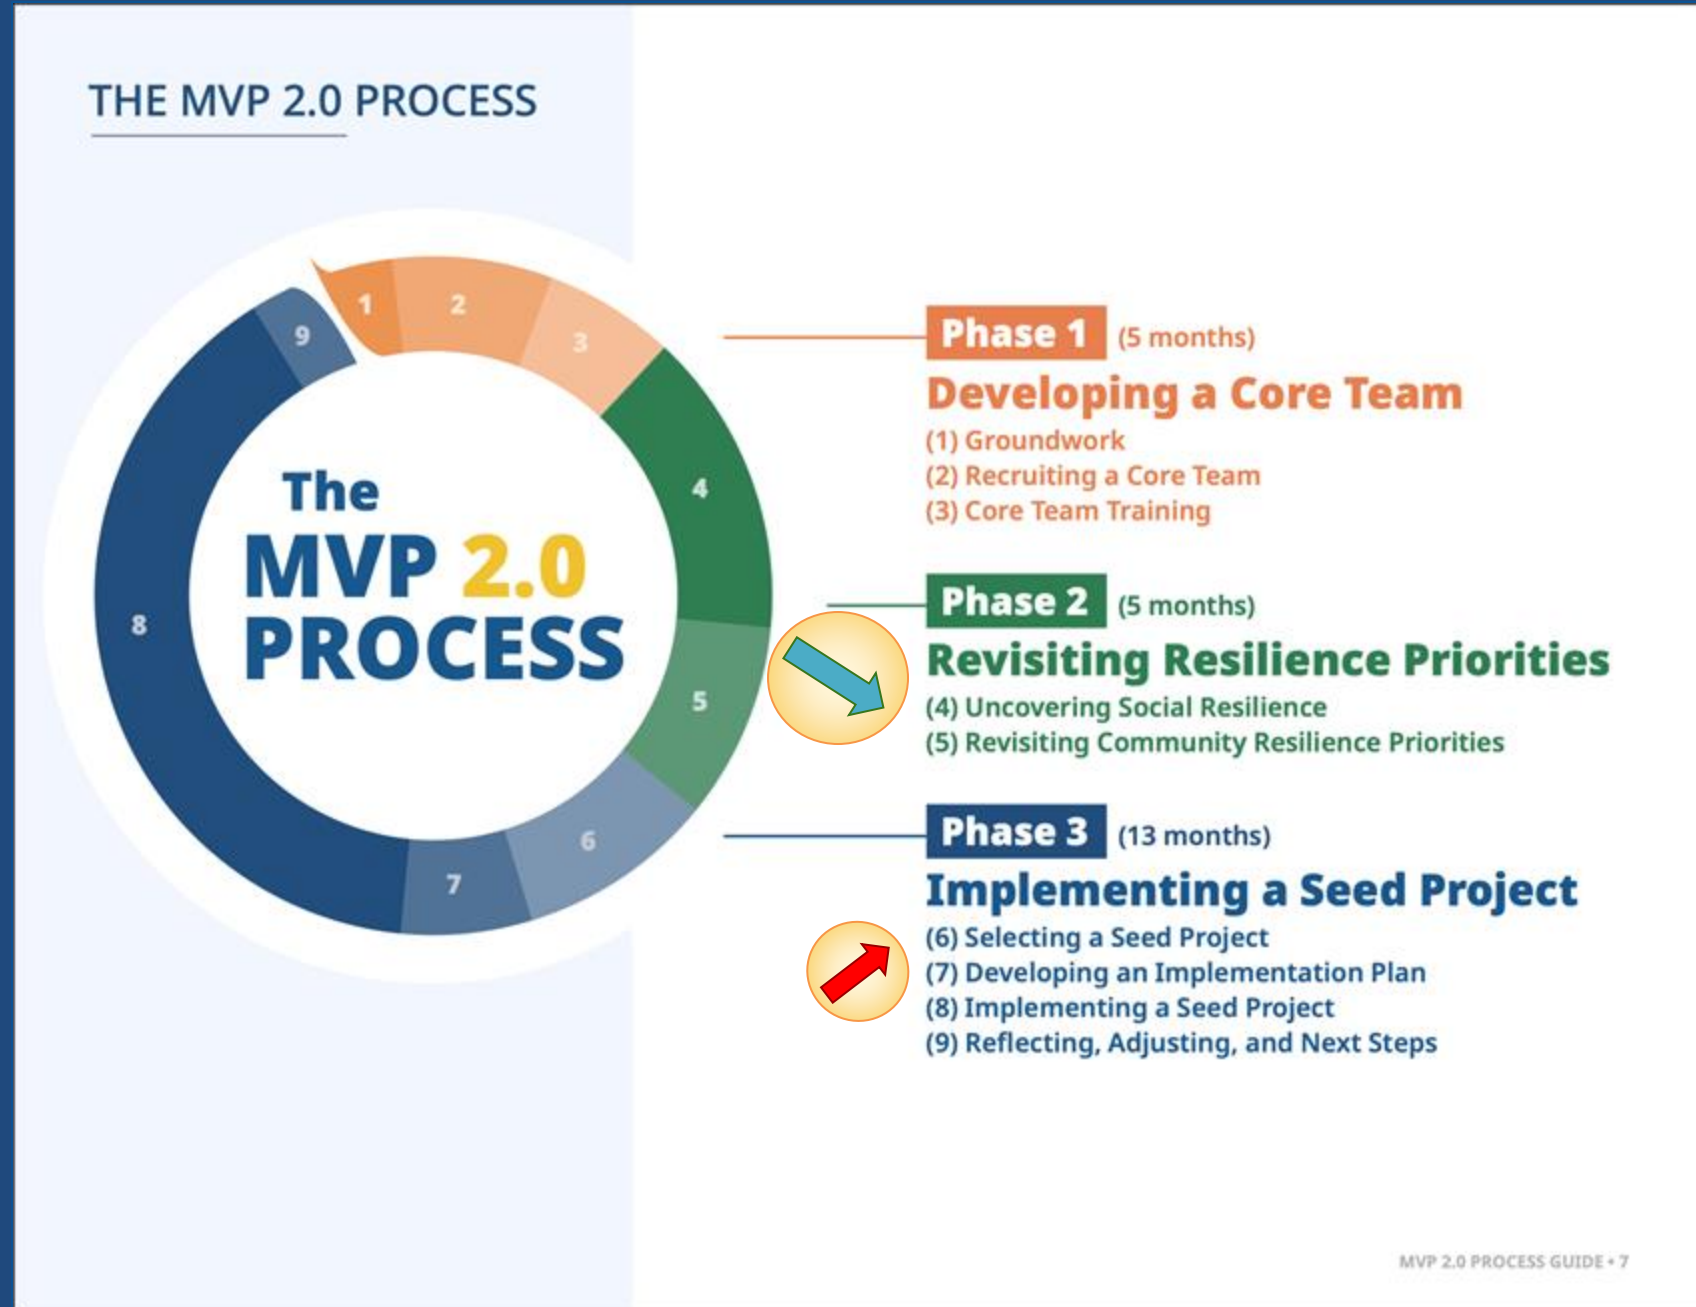 THE MVP 2.0 PROCESS
1
2
3
4
5
6
7
8
9
The
MVP 2.0
PROCESS
Phase 1 (5 months)
Developing a Core Team
(1) Groundwork
(2) Recruiting a Core Team
(3) Core Team Training
Phase 2 (5 months)
Revisiting Resilience Priorities
(4) Uncovering Social Resilience
(5) Revisiting Community Resilience Priorities
Phase 3 (13 months)
Implementing a Seed Project
(6) Selecting a Seed Project
(7) Developing an Implementation Plan
(8) Implementing a Seed Project
(9) Reflecting, Adjusting, and Next Steps
MVP 2.0 PROCESS GUIDE • 7